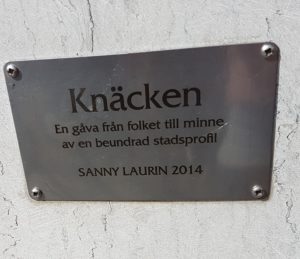 Knäcken
En gåva från folket till minne
av en beundrad stadsprofil
SANNY LAURIN 2014